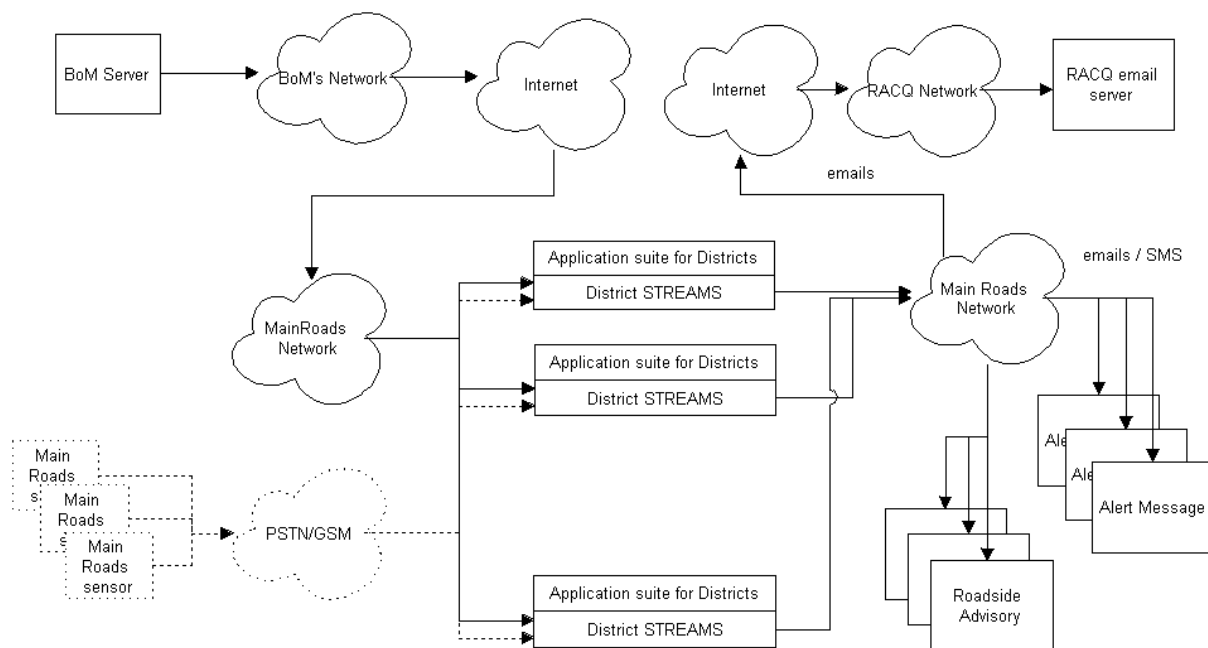 BoM Server
BoM's Network
Internet
Internet
RACQ Network
RACQ email
server
emails
emails / SMS
Application suite for Districts
District STREAMS
MainRoads
Network
Main Roads
Network
Application suite for Districts
District STREAMS
Main
Roads
s
Main
Roads
s
Main
Roads
sensor
PSTN/GSM
Ale
Ale
Alert Message
Application suite for Districts
District STREAMS
Roadside
Advisory